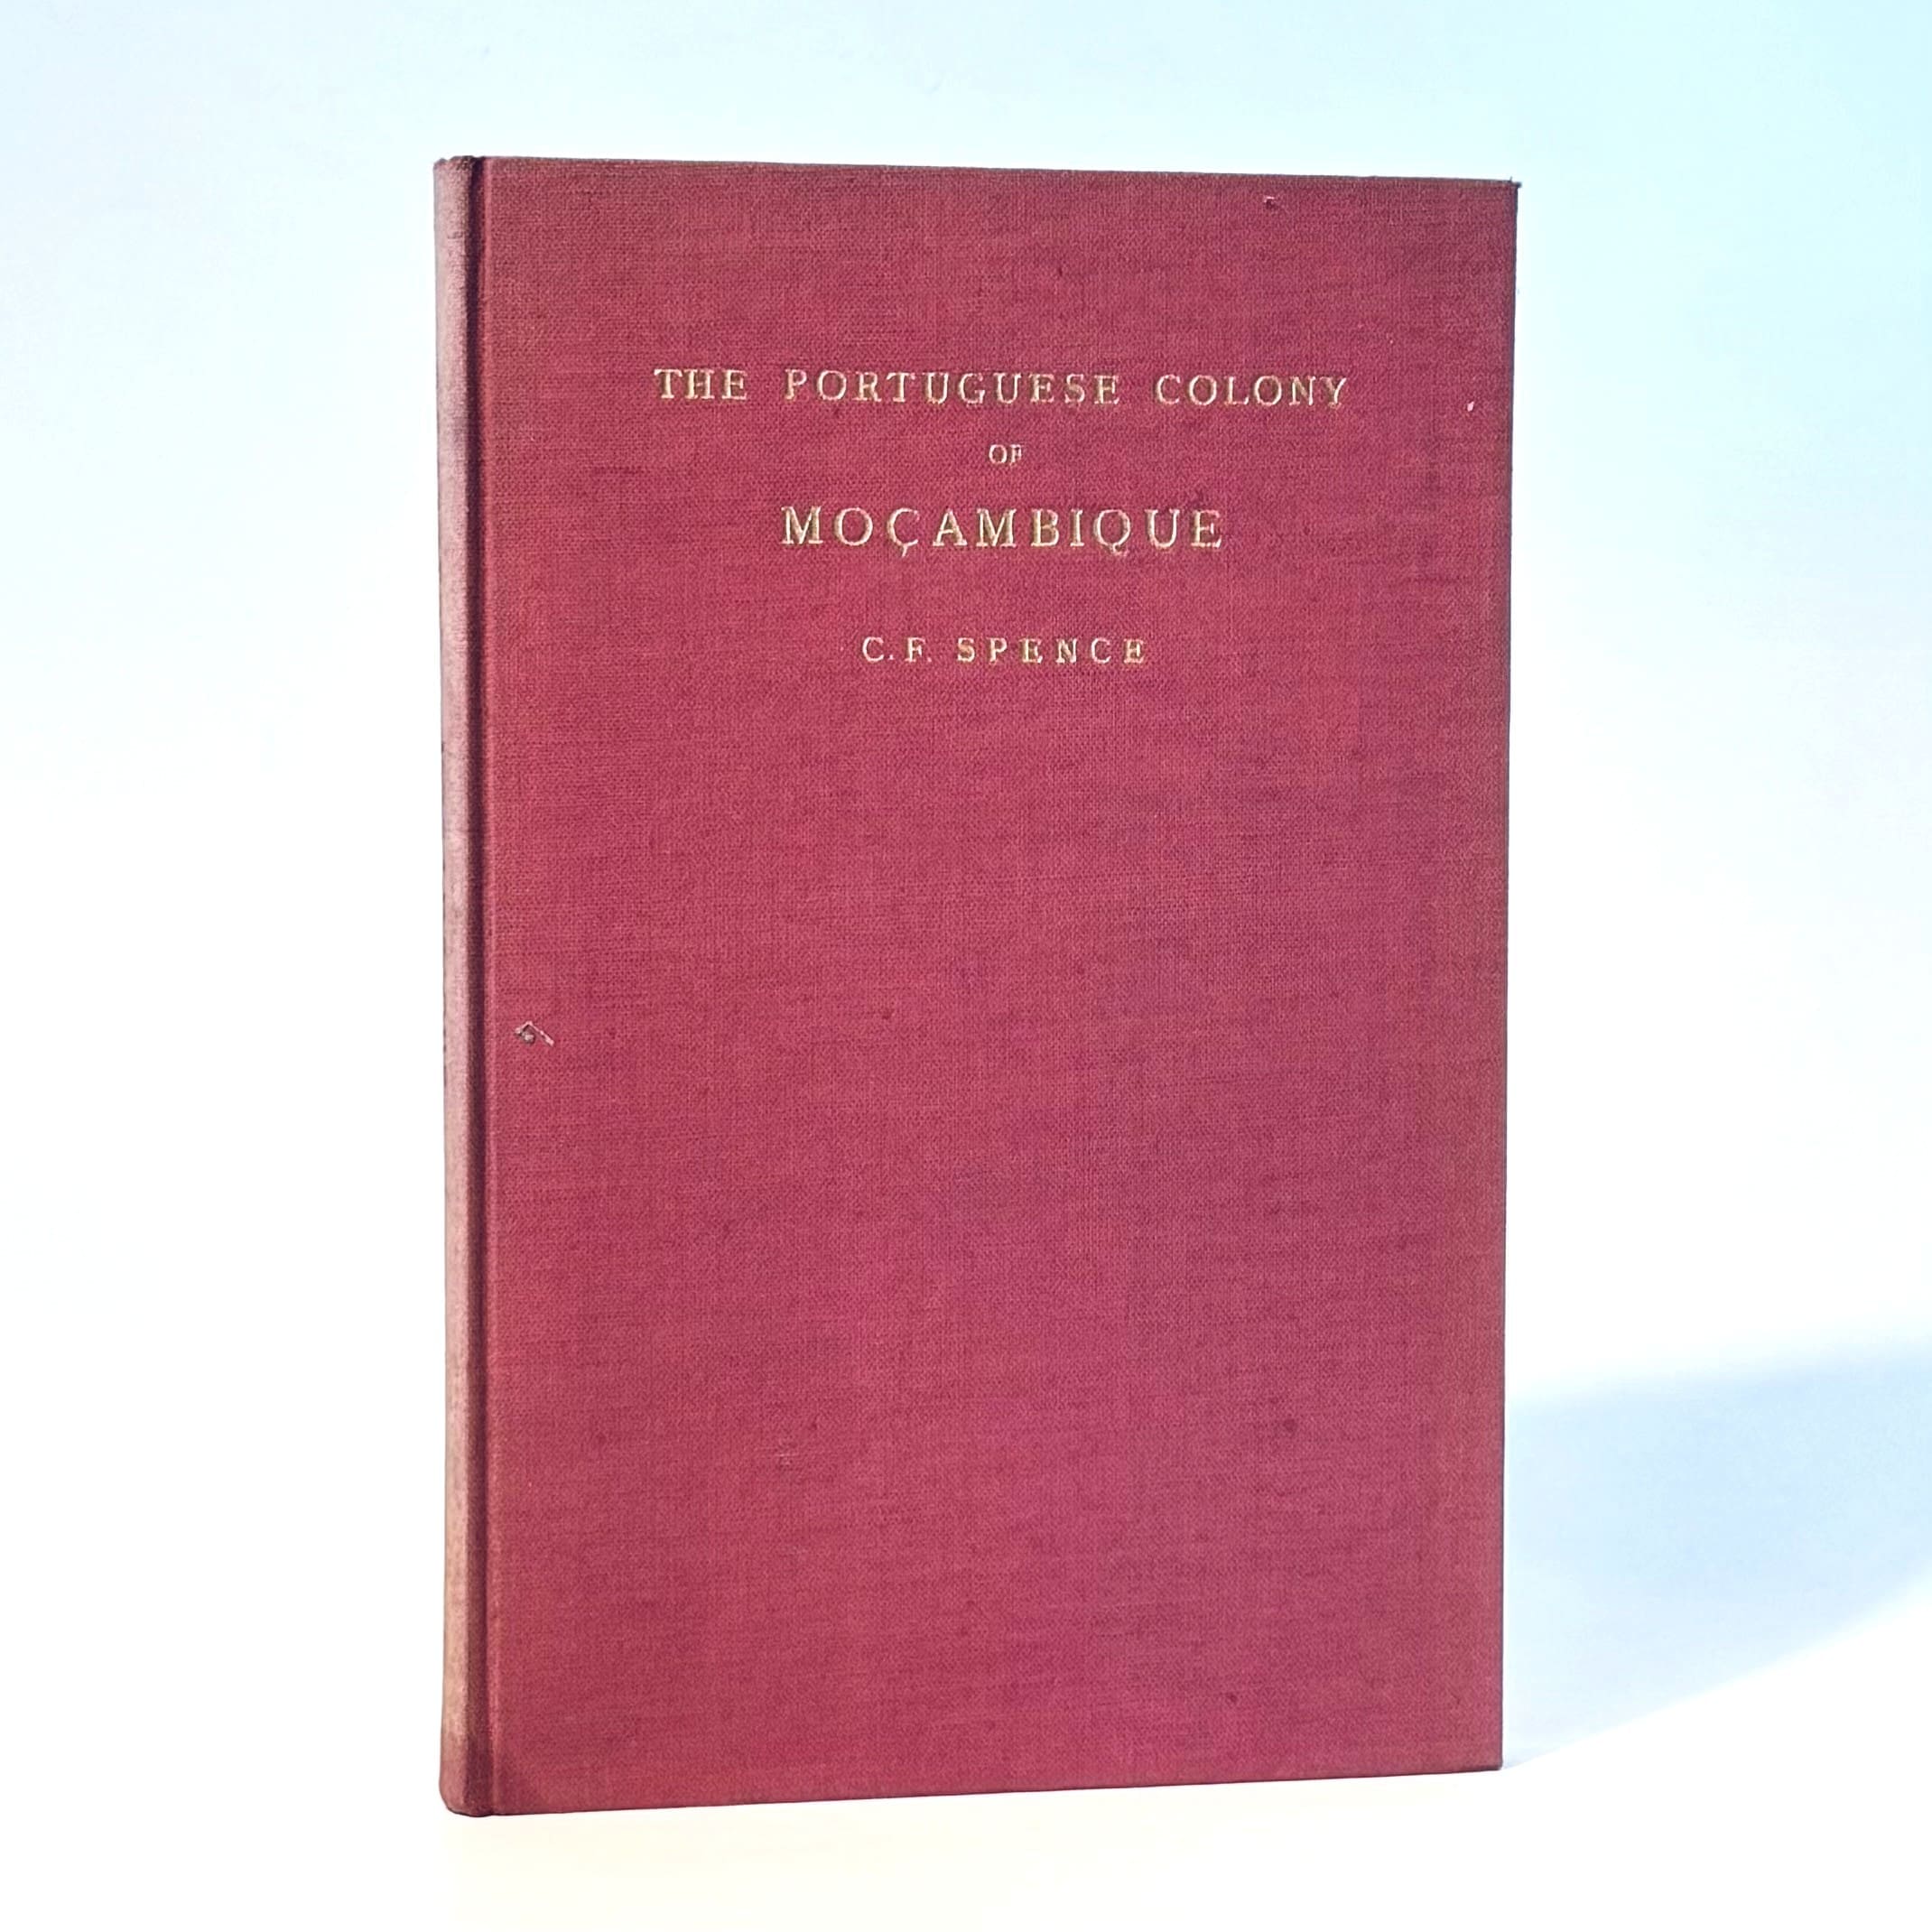 THE PORTUGUESE COLONY
OF
MOÇAMBIQUE
C. F. SPENCE